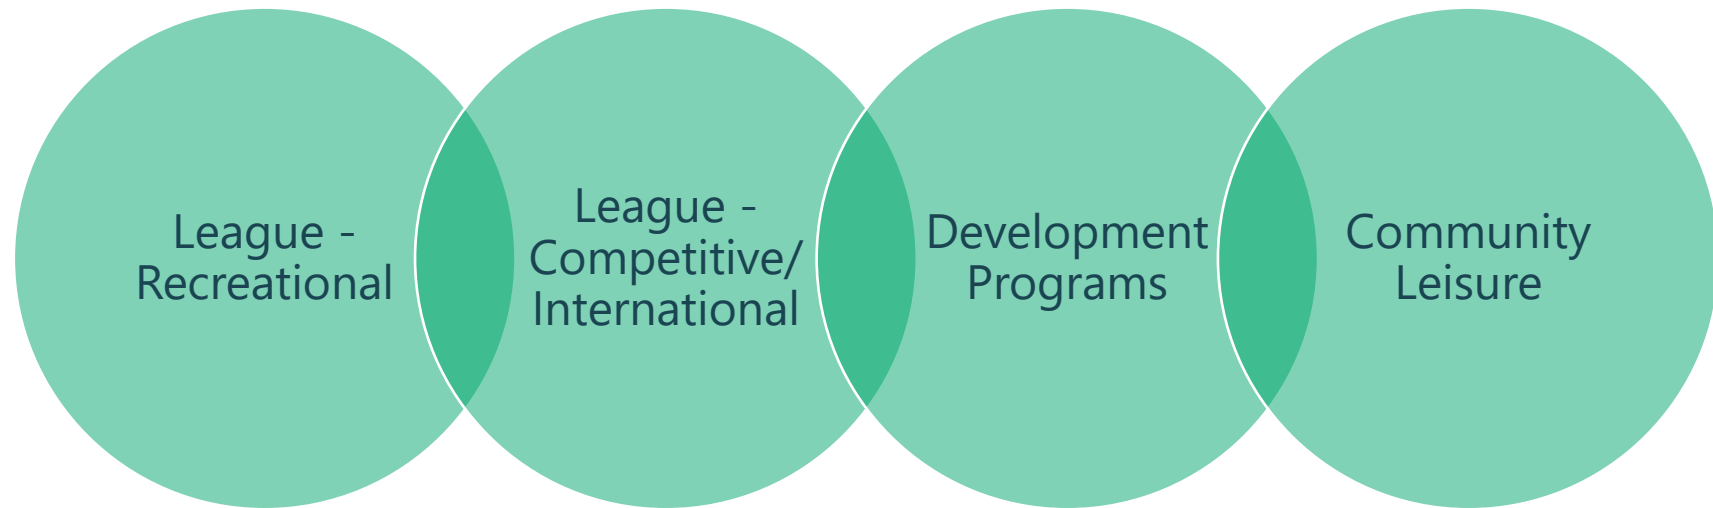 League -
Recreational
League -
Competitive/
International
Development
Programs
Community
Leisure